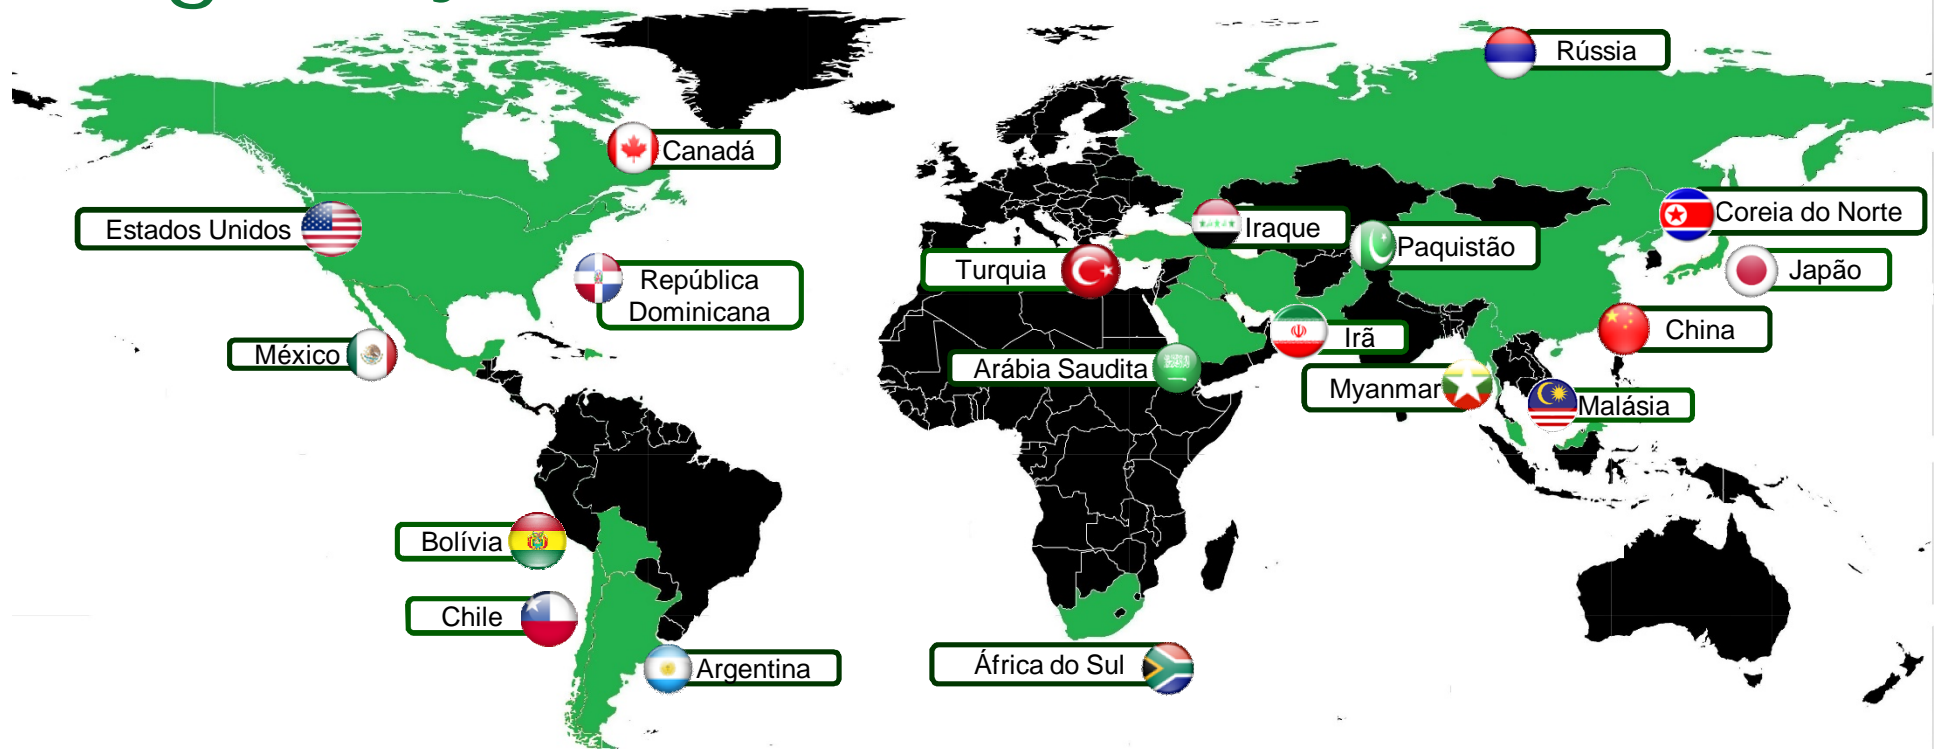 Rússia
Canadá
Estados Unidos
Coreia do Norte
Iraque
Paquistão
Turquia
Japão
República
Dominicana
China
Irã
México
Arábia Saudita
Myanmar
Malásia
Bolívia
Chile
África do Sul
Argentina